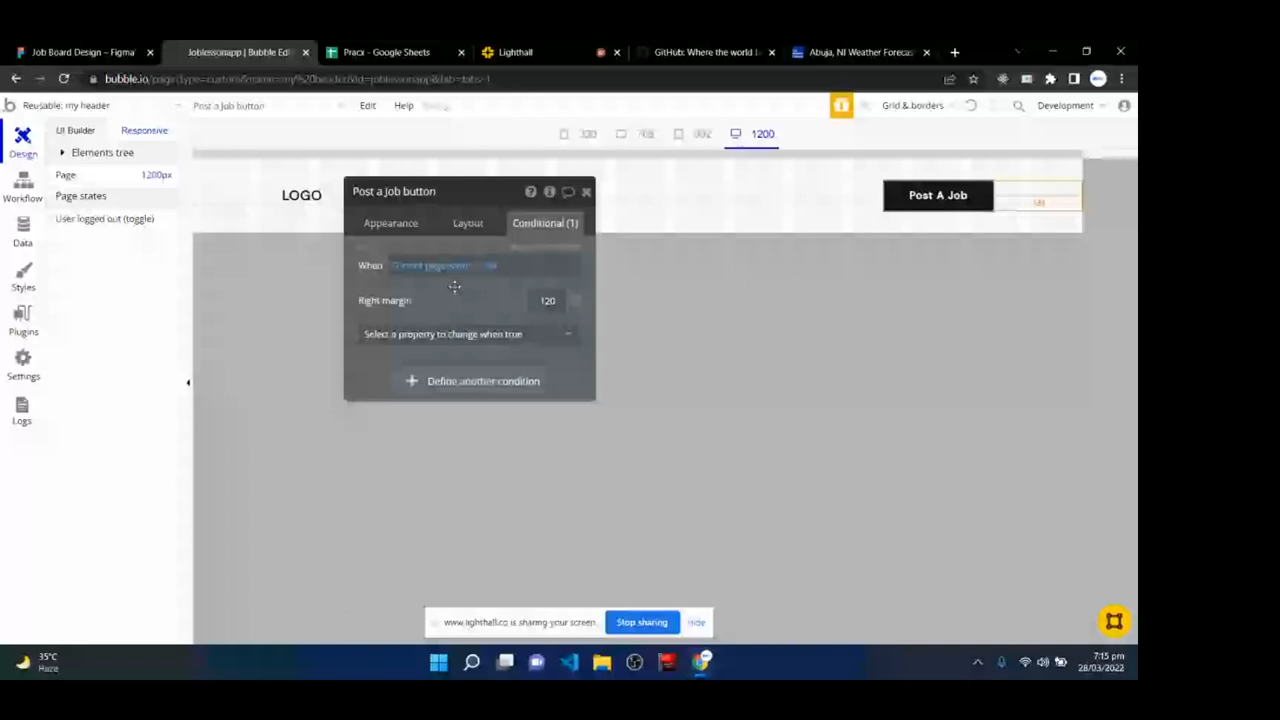 Job Board Design – Figma
Joblessonapp | Bubble Edi
Pracx - Google Sheets
Lighthall
GitHub: Where the world l
Abuja, NI Weather Forecas
Reusable: my header
Post a Job button
Edit
Help
Grid & borders
Development
UI Builder
Responsive
1200
Design
Elements tree
Page
1200px
Page states
User logged out (toggle)
Workflow
Data
Styles
Plugins
Settings
Logs
LOGO
Post a Job button
Post A Job
Appearance
Layout
Conditional (1)
When
Right margin
120
Select a property to change when true
Define another condition
www.lighthall.co is sharing your screen.
Stop sharing
Hide
35°C
Haze
7:15 pm
28/03/2022